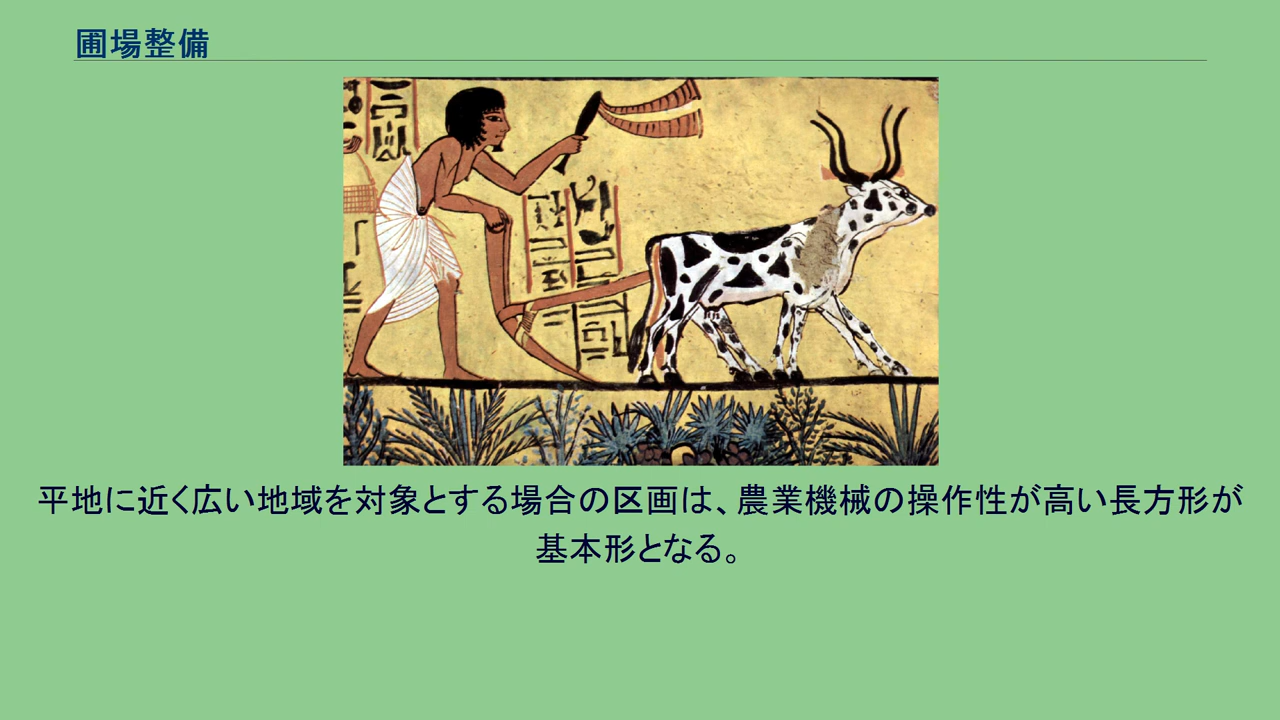 圃場整備
平地に近く広い地域を対象とする場合の区画は、農業機械の操作性が高い長方形が
基本形となる。